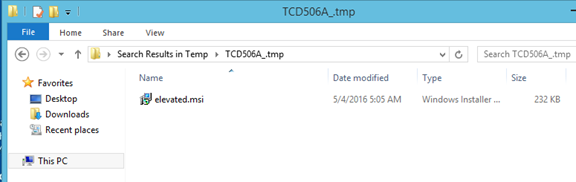 TCD506A_.tmp
File Home Share View
Search Results in Temp TCD506A_.tmp Search TCD506A_.tmp
Favorites Name Date modified Type Size
Desktop elevated.msi 5/4/2016 5:05 AM Windows Installer ... 232 KB
Downloads
Recent places
This PC